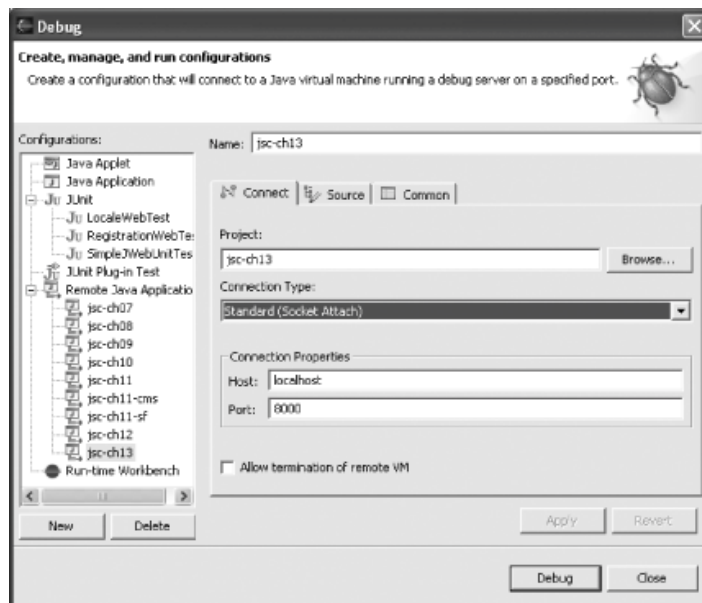 Debug
Create, manage, and run configurations
Create a configuration that will connect to a Java virtual machine running a debug server on a specified port.
Configurations:
Java Applet
Java Application
JUnit
LocaleWebTest
RegistrationWebTe
SimpleJWebUnitTes
JUnit Plug-in Test
Remote Java Applicatio
jsc-ch07
jsc-ch08
jsc-ch09
jsc-ch10
jsc-ch11
jsc-ch11-cms
jsc-ch11-sf
jsc-ch12
jsc-ch13
Run-time Workbench
New Delete
Name: jsc-ch13
Connect Source Common
Project:
jsc-ch13 Browse...
Connection Type:
Standard (Socket Attach)
Connection Properties
Host: localhost
Port: 8000
Allow termination of remote VM
Apply Revert
Debug Close